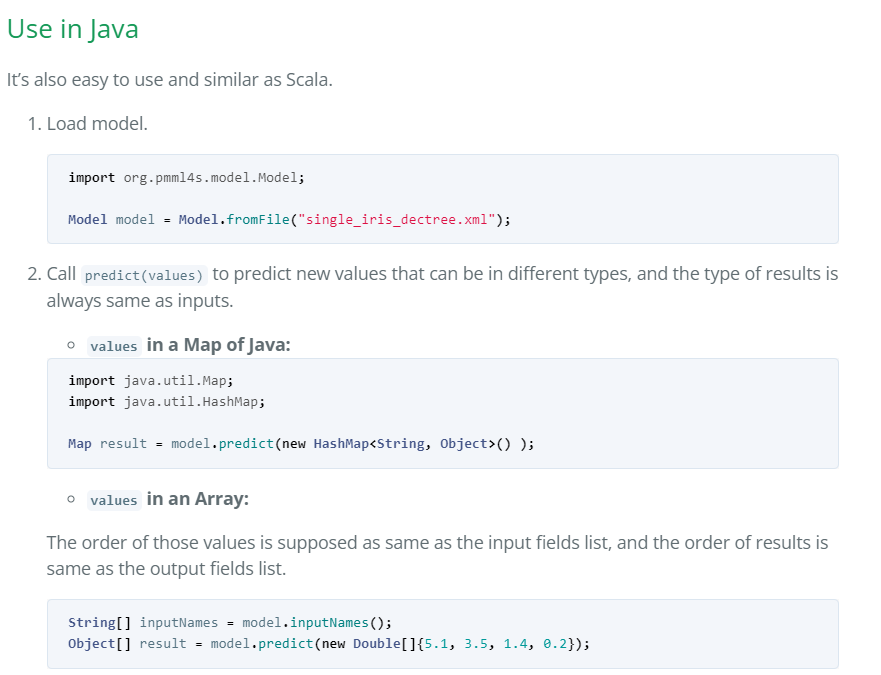 Use in Java
It's also easy to use and similar as Scala.
1. Load model.
import org.pmml4s.model.Model;
Model model = Model.fromFile("single_iris_dectree.xml");
2. Call predict(values) to predict new values that can be in different types, and the type of results is
always same as inputs.
values in a Map of Java:
import java.util.Map;
import java.util.HashMap;
Map result = model.predict(new HashMap<String, Object>() );
values in an Array:
The order of those values is supposed as same as the input fields list, and the order of results is
same as the output fields list.
String[] inputNames = model.inputNames();
Object[] result = model.predict(new Double[]{5.1, 3.5, 1.4, 0.2});